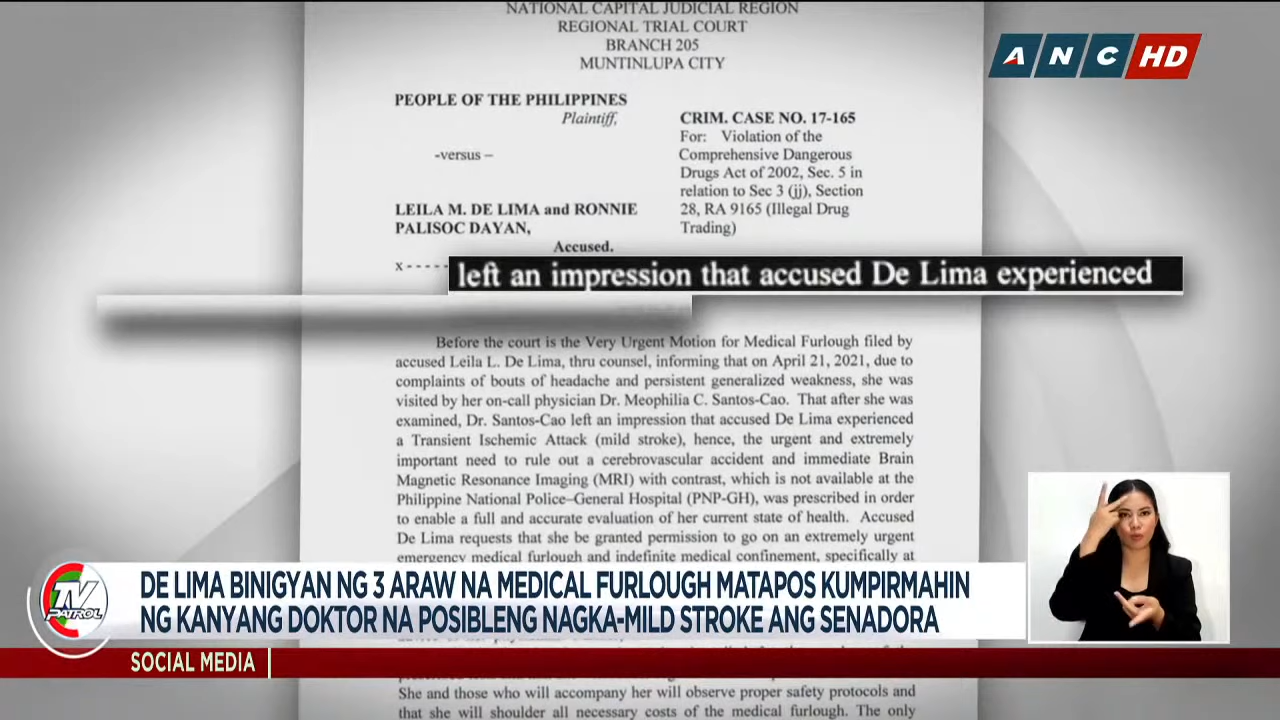 NATIONAL CAPITAL JUDICIAL REGION
REGIONAL TRIAL COURT
BRANCH 205
MUNTINLUPA CITY
ANC HD
PEOPLE OF THE PHILIPPINES
Plaintiff,
-versus –
LEILA M. DE LIMA and RONNIE
PALISOC DAYAN,
Accused.
x - - - - -
CRIM. CASE NO. 17-165
For: Violation of the
Comprehensive Dangerous
Drugs Act of 2002, Sec. 5 in
relation to Sec 3 (jj), Section
28, RA 9165 (Illegal Drug
Trading)
left an impression that accused De Lima experienced
Before the court is the Very Urgent Motion for Medical Furlough filed by
accused Leila L. De Lima, thru counsel, informing that on April 21, 2021, due to
complaints of bouts of headache and persistent generalized weakness, she was
visited by her on-call physician Dr. Meophilia C. Santos-Cao. That after she was
examined, Dr. Santos-Cao left an impression that accused De Lima experienced
a Transient Ischemic Attack (mild stroke), hence, the urgent and extremely
important need to rule out a cerebrovascular accident and immediate Brain
Magnetic Resonance Imaging (MRI) with contrast, which is not available at the
Philippine National Police–General Hospital (PNP-GH), was prescribed in order
to enable a full and accurate evaluation of her current state of health. Accused
De Lima requests that she be granted permission to go on an extremely urgent
emergency medical furlough and indefinite medical confinement, specifically at
TV PATROL
DE LIMA BINIGYAN NG 3 ARAW NA MEDICAL FURLOUGH MATAPOS KUMPIRMAHIN
NG KANYANG DOKTOR NA POSIBLENG NAGKA-MILD STROKE ANG SENADORA
SOCIAL MEDIA
She and those who will accompany her will observe proper safety protocols and
that she will shoulder all necessary costs of the medical furlough. The only